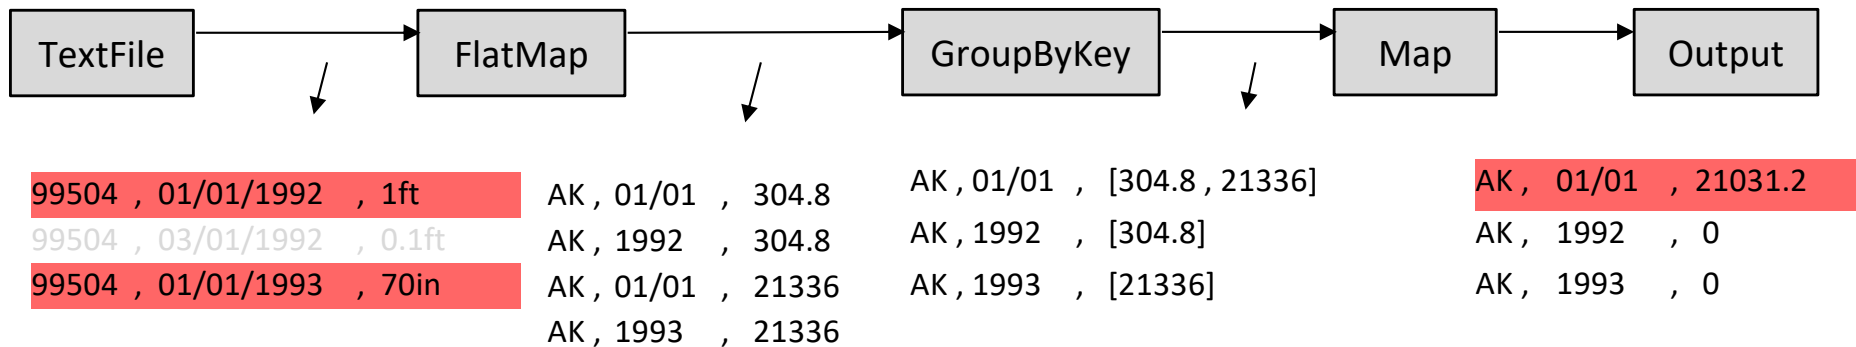 TextFile
FlatMap
GroupByKey
Map
Output
99504 , 01/01/1992 , 1ft
99504 , 03/01/1992 , 0.1ft
99504 , 01/01/1993 , 70in
AK , 01/01 , 304.8
AK , 1992 , 304.8
AK , 01/01 , 21336
AK , 1993 , 21336
AK , 01/01 , [304.8 , 21336]
AK , 1992 , [304.8]
AK , 1993 , [21336]
AK , 01/01 , 21031.2
AK , 1992 , 0
AK , 1993 , 0